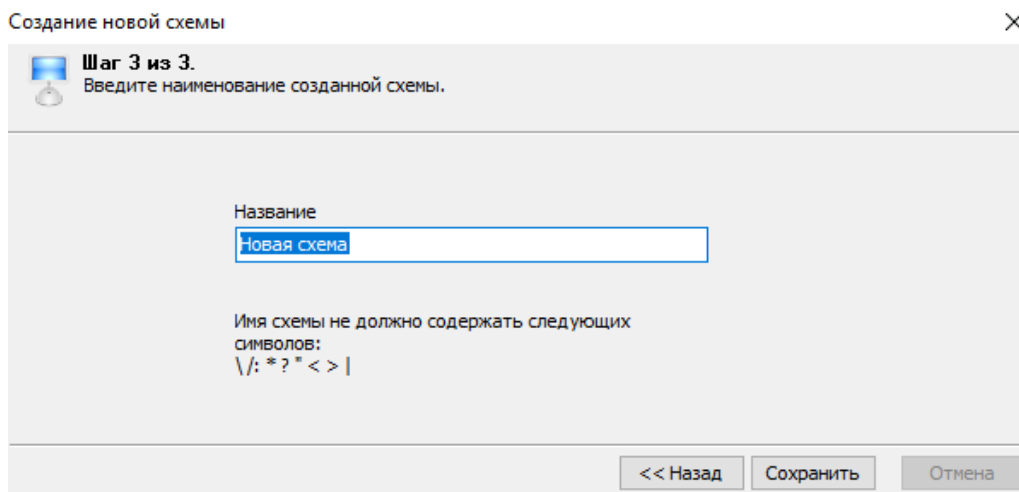 Создание новой схемы
Шаг 3 из 3.
Введите наименование созданной схемы.
Название
Новая схема
Имя схемы не должно содержать следующих
символов:
\ /: * ? " < > |
<< Назад Сохранить Отмена